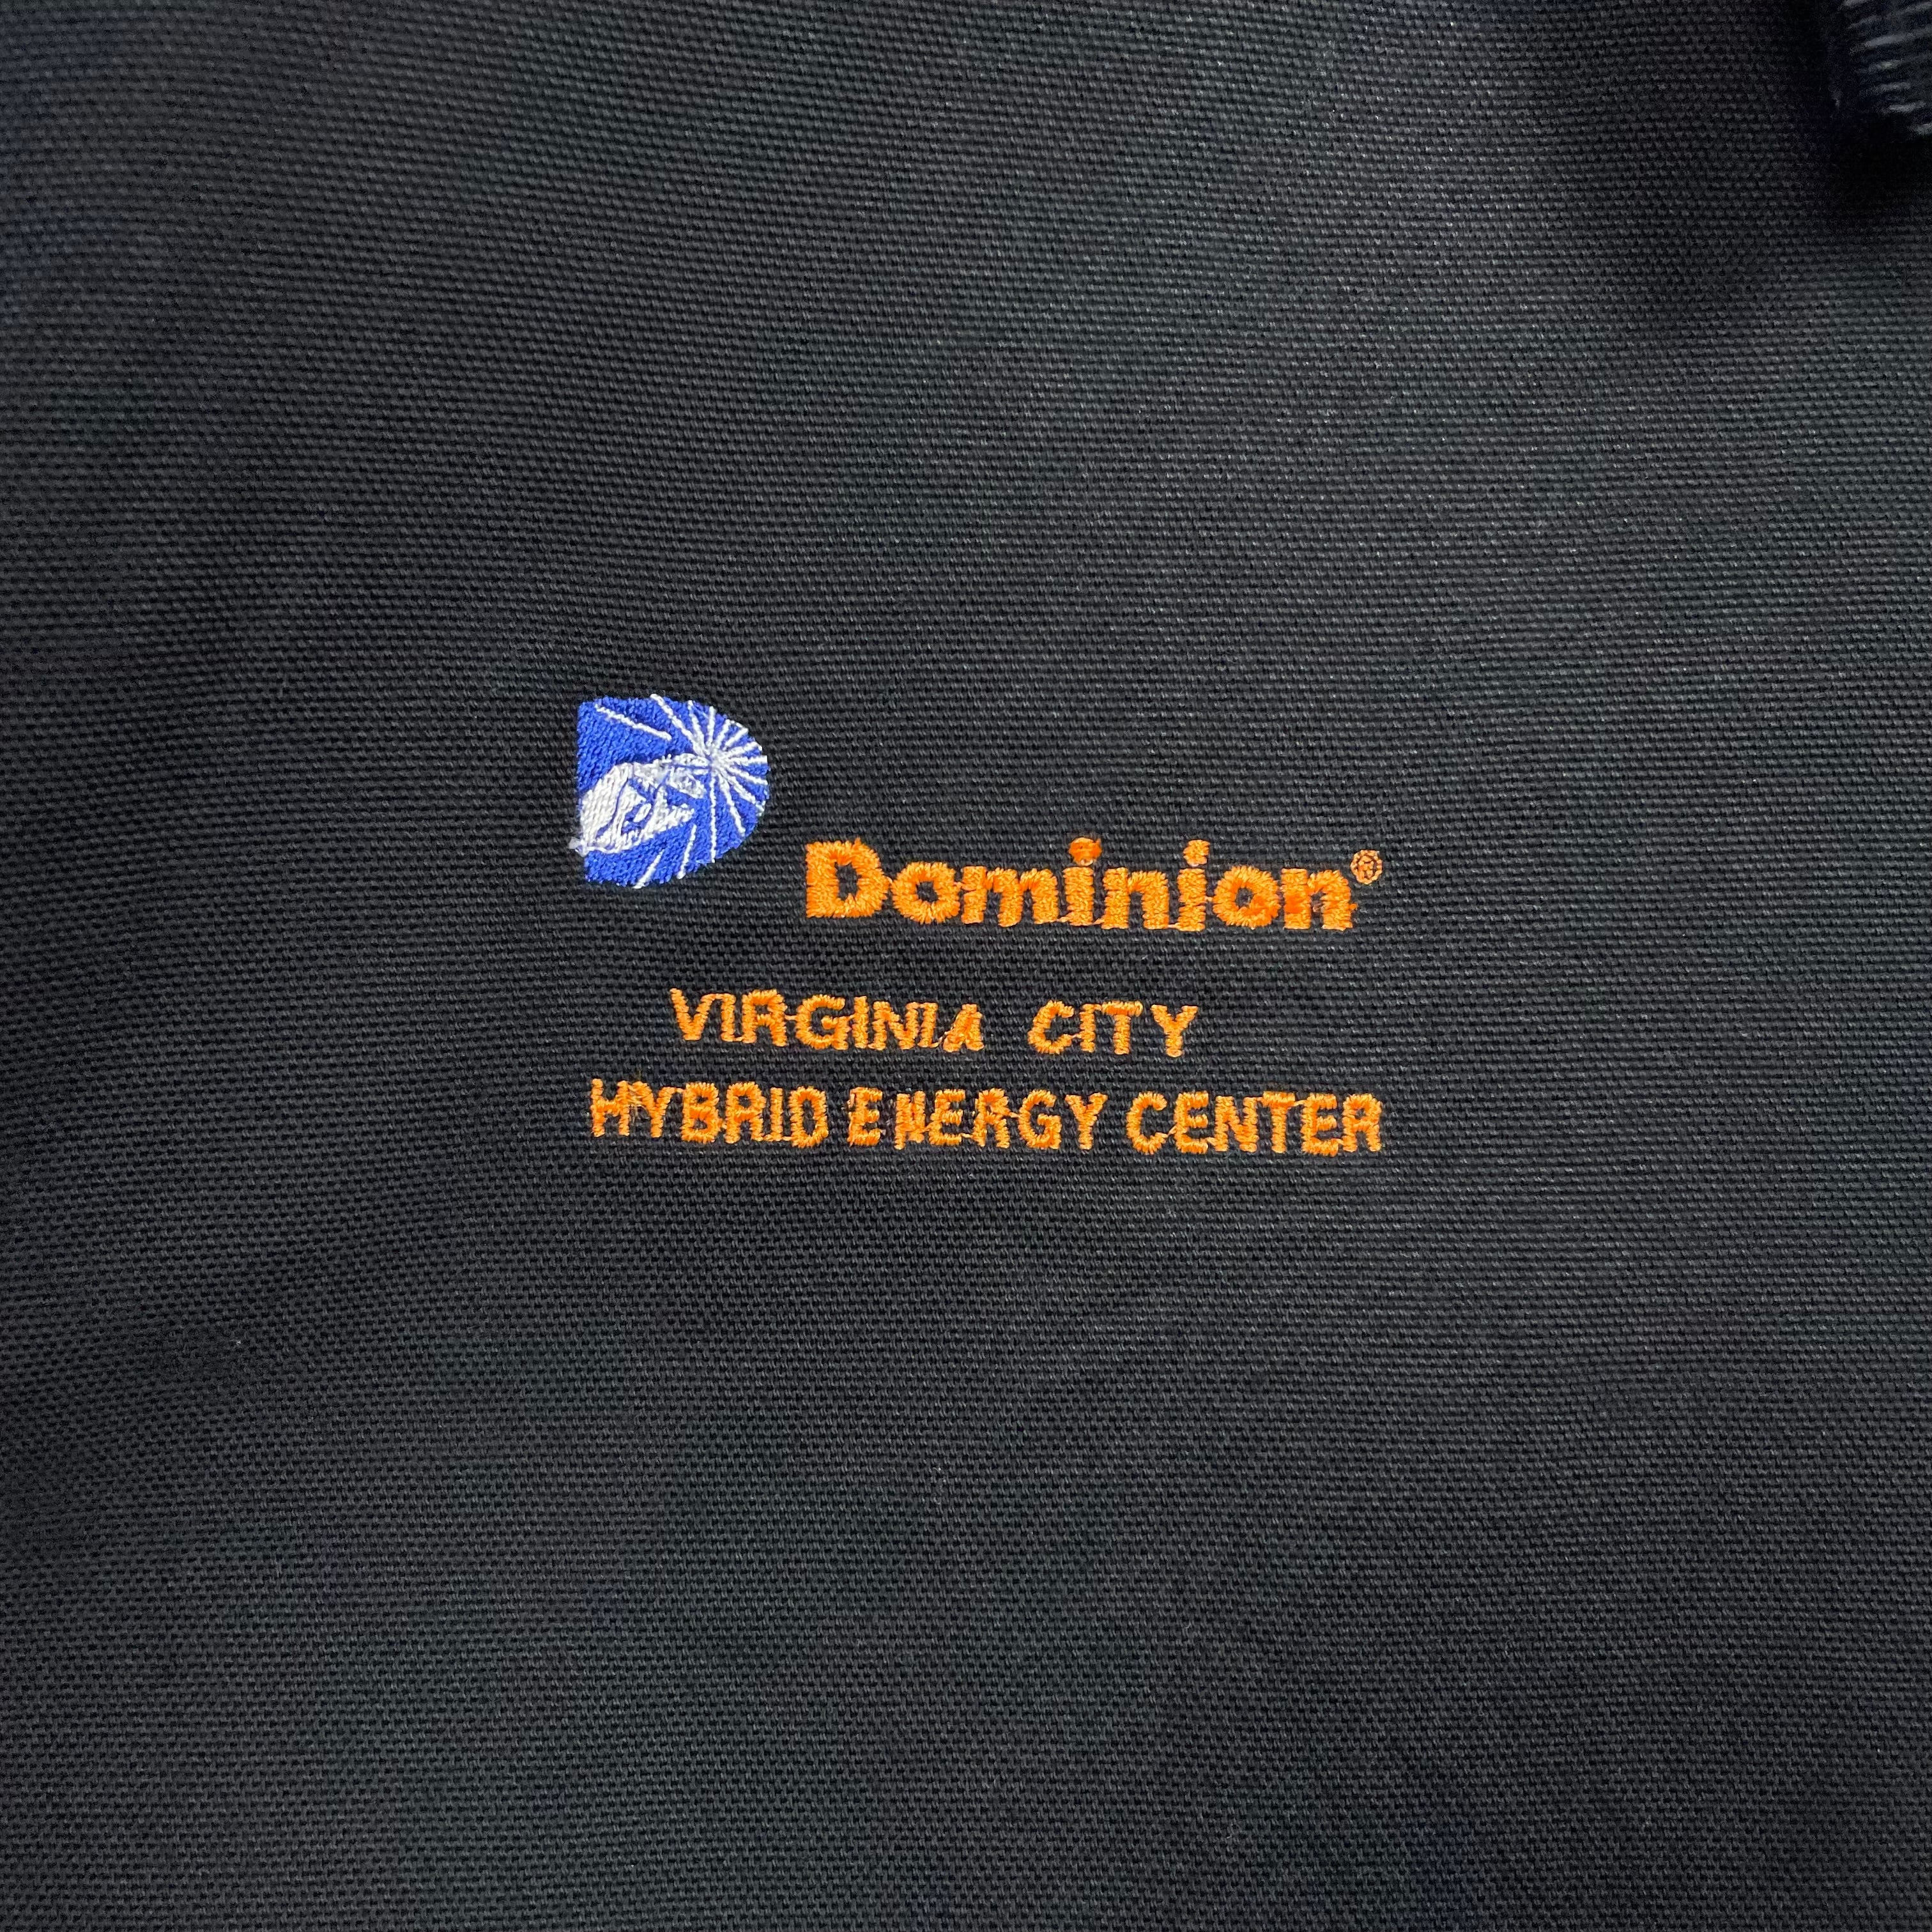 Dominion®
VIRGINIA CITY
HYBRID ENERGY CENTER